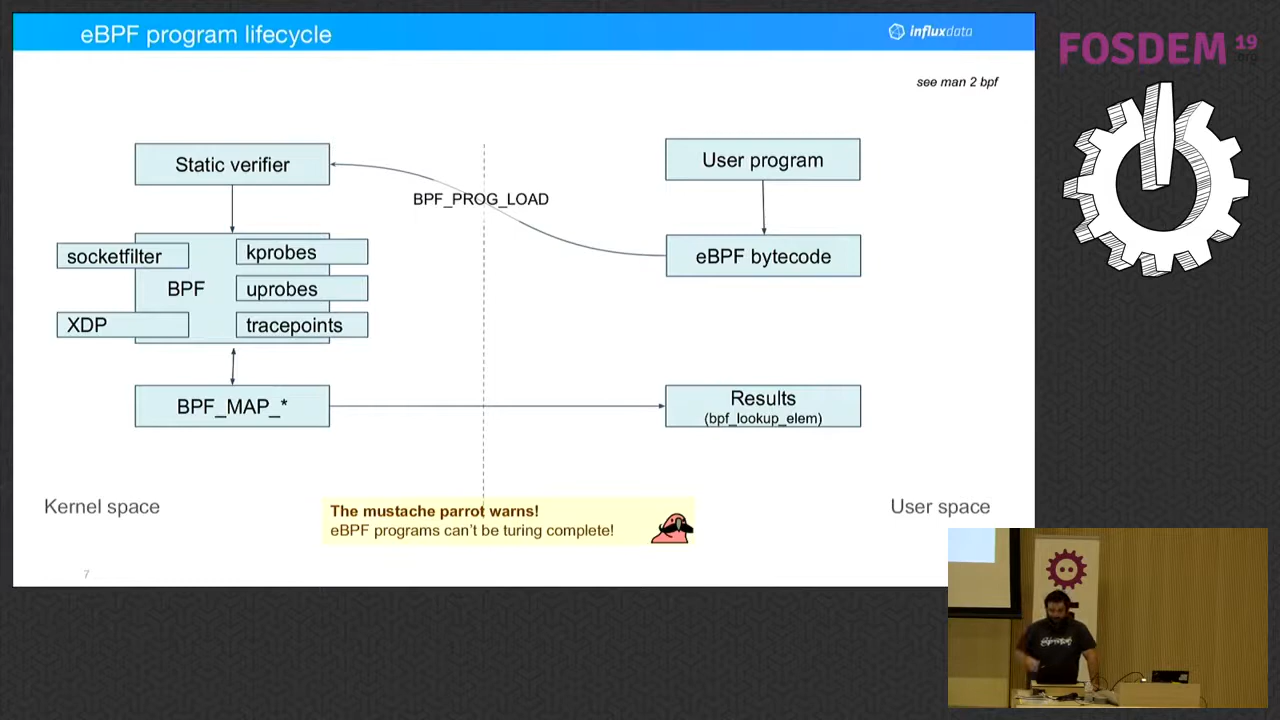 eBPF program lifecycle
influxdata
FOSDEM 19
.org
see man 2 bpf
Static verifier
User program
BPF_PROG_LOAD
socketfilter
kprobes
eBPF bytecode
BPF
uprobes
XDP
tracepoints
BPF_MAP_*
Results
(bpf_lookup_elem)
Kernel space
The mustache parrot warns!
eBPF programs can't be turing complete!
User space
7